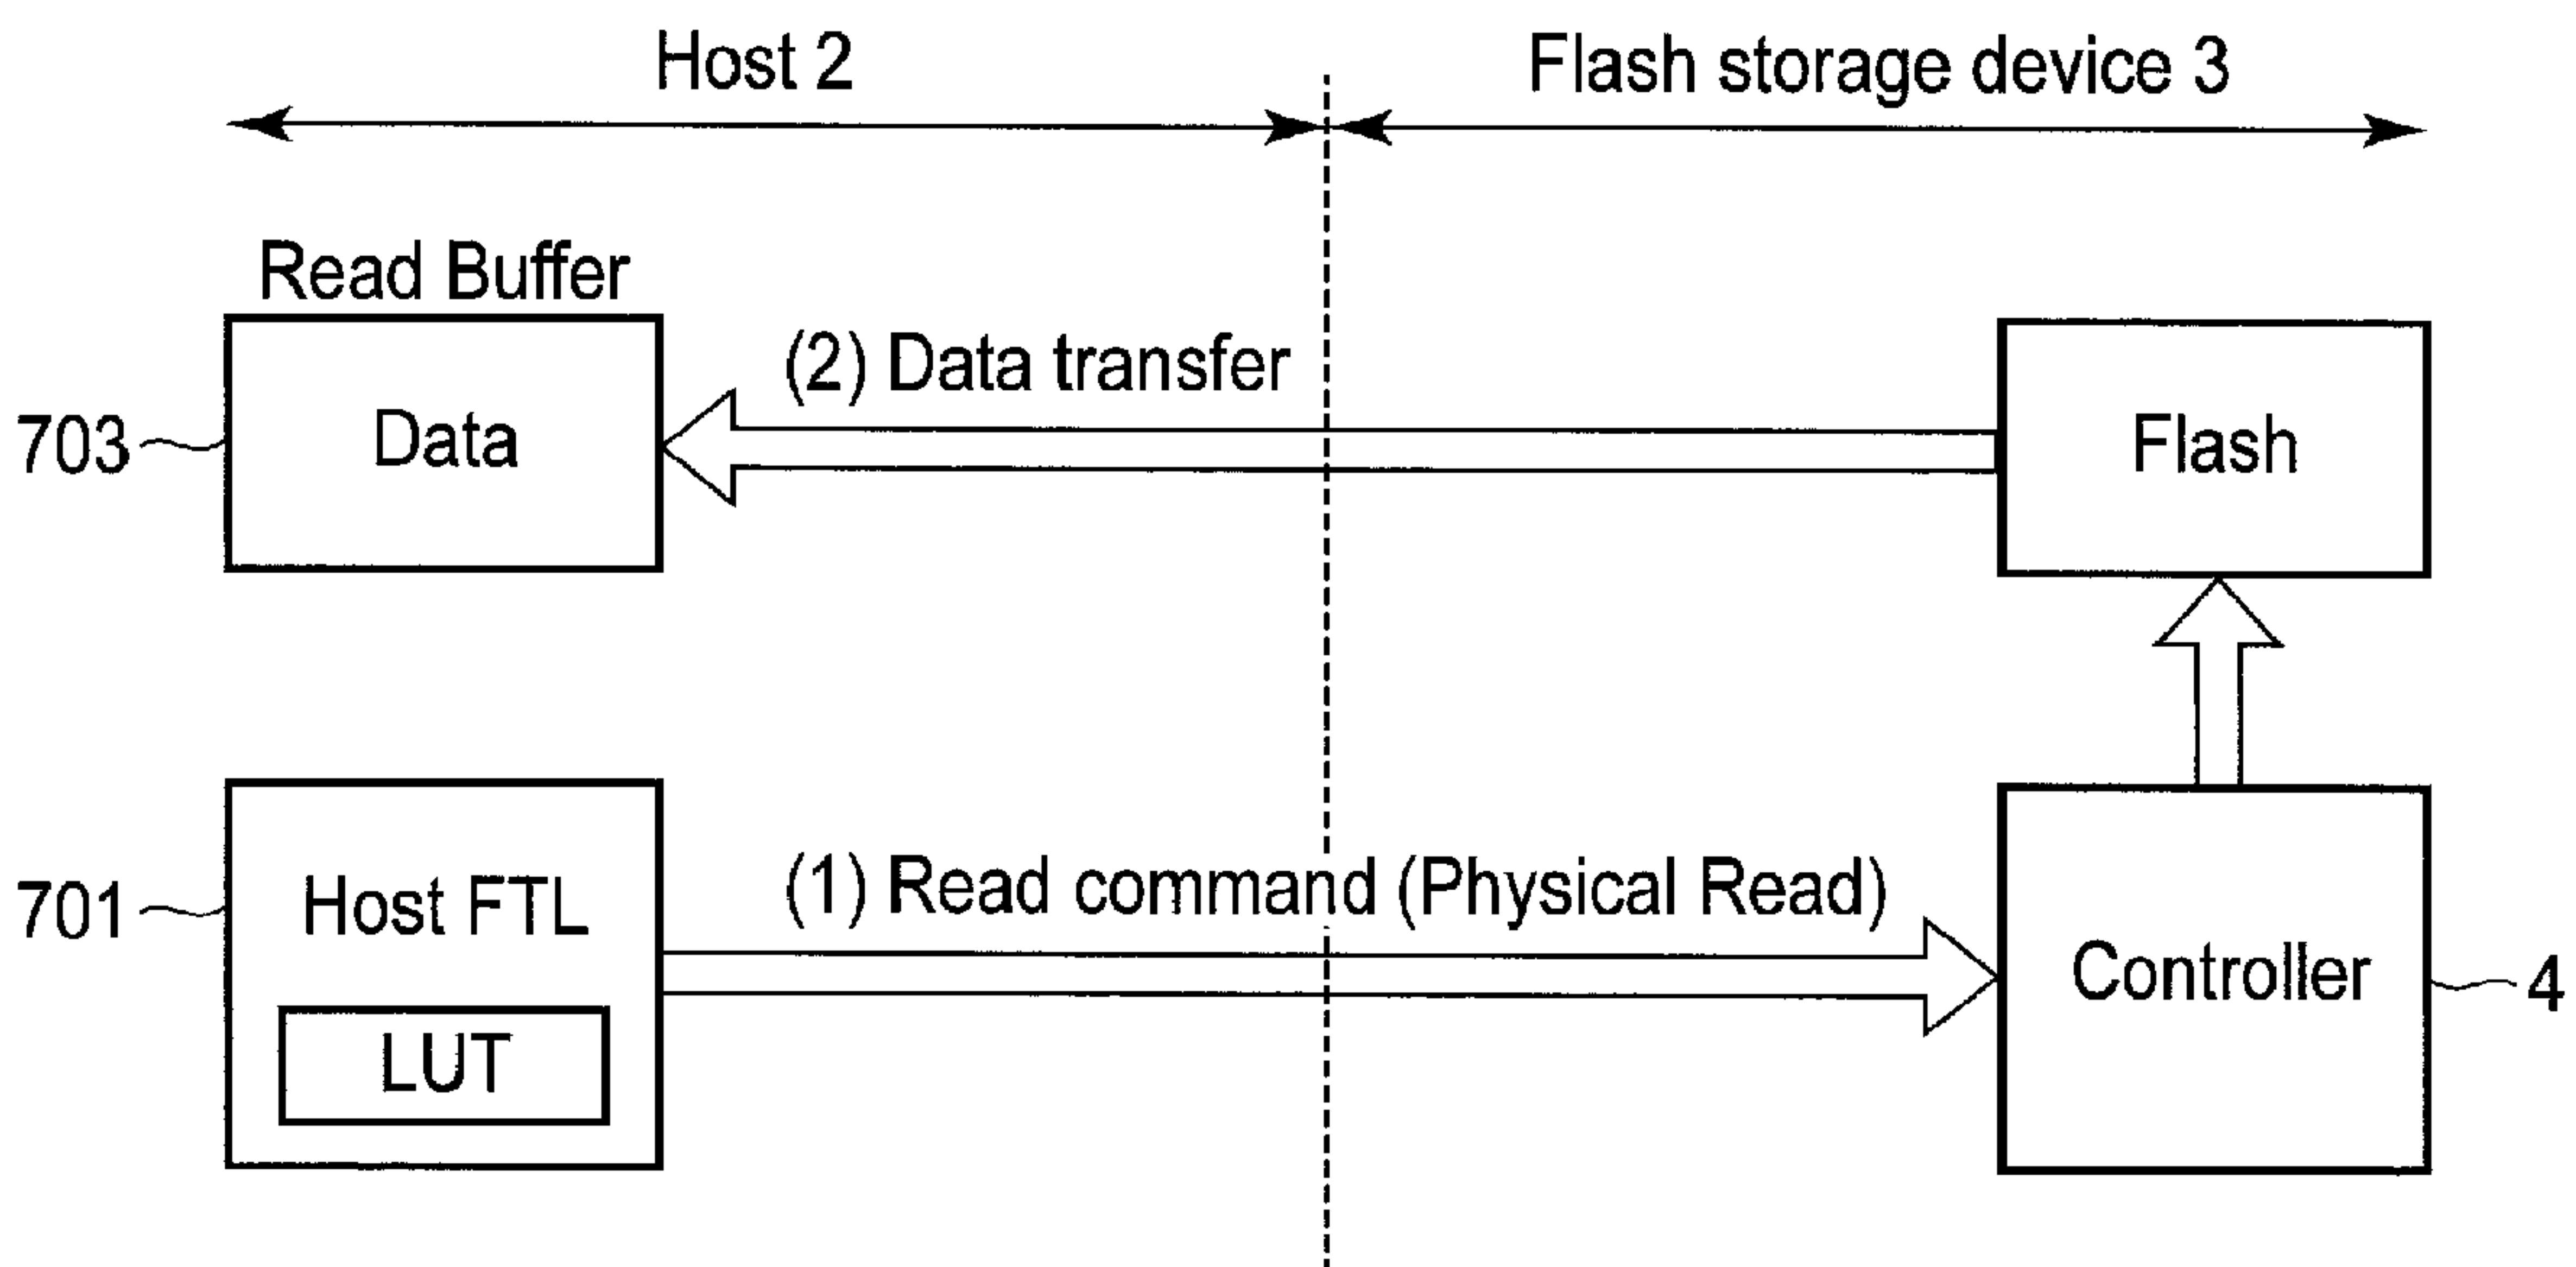 Host 2
Flash storage device 3
Read Buffer
(2) Data transfer
703
Data
Flash
(1) Read command (Physical Read)
701
Host FTL
Controller
4
LUT